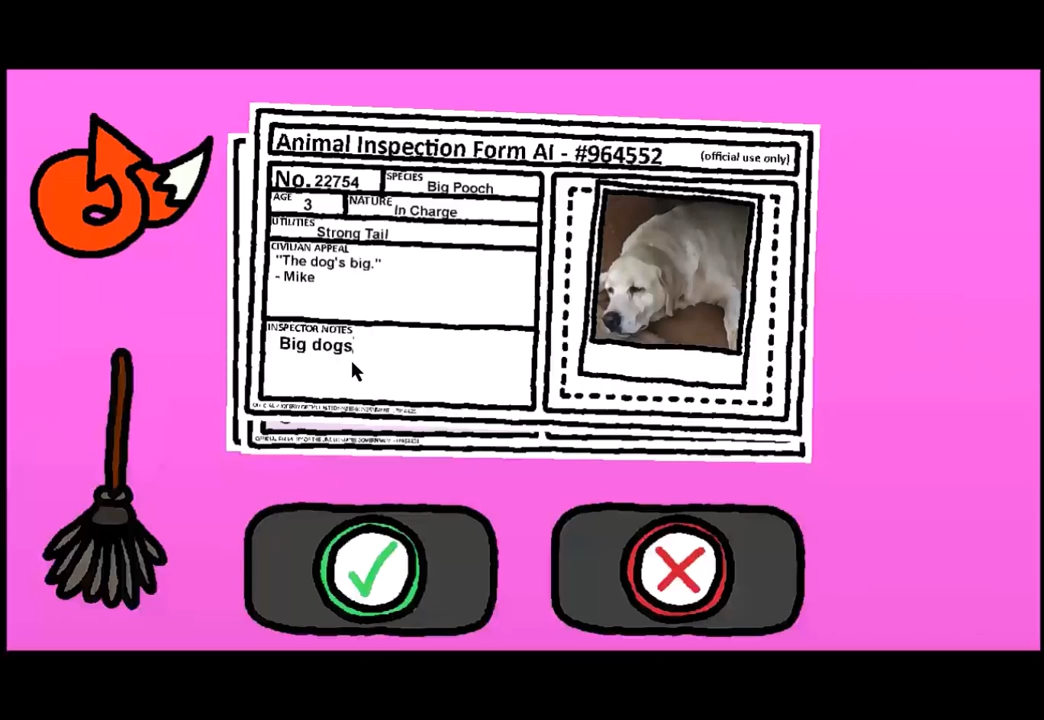 Animal Inspection Form AI - #964552 (official use only)
No. 22754 SPECIES Big Pooch
AGE 3 NATURE In Charge
UTILITIES Strong Tail
CIVILIAN APPEAL
"The dog's big."
- Mike
INSPECTOR NOTES
Big dogs